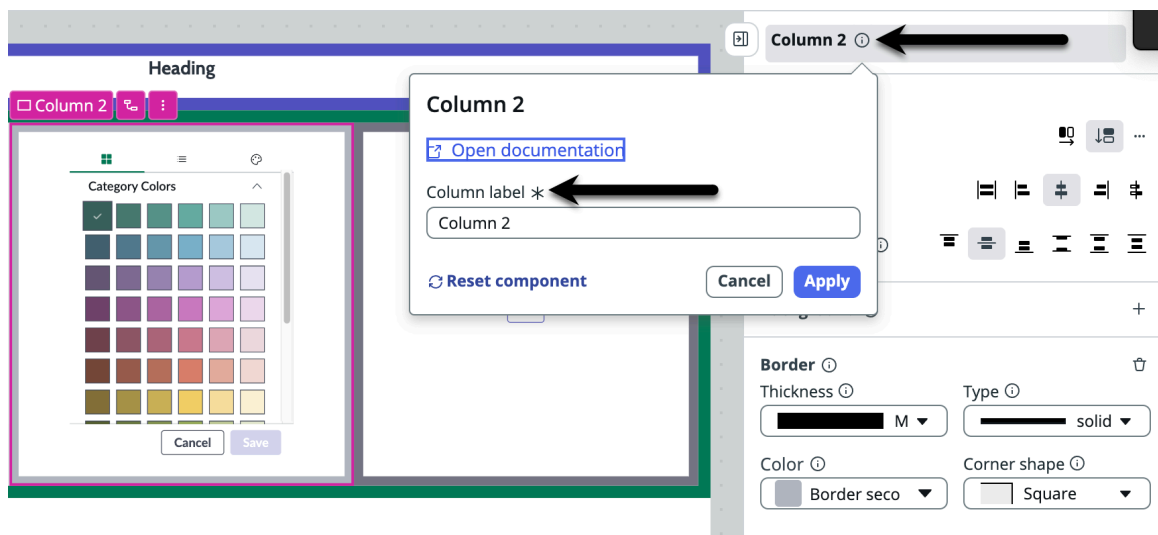 Column 2
Heading
Column 2
Column 2
Open documentation
Category Colors
Column label *
Column 2
Reset component
Cancel
Apply
Border
Thickness
Type
M
solid
Cancel
Save
Color
Corner shape
Border seco
Square